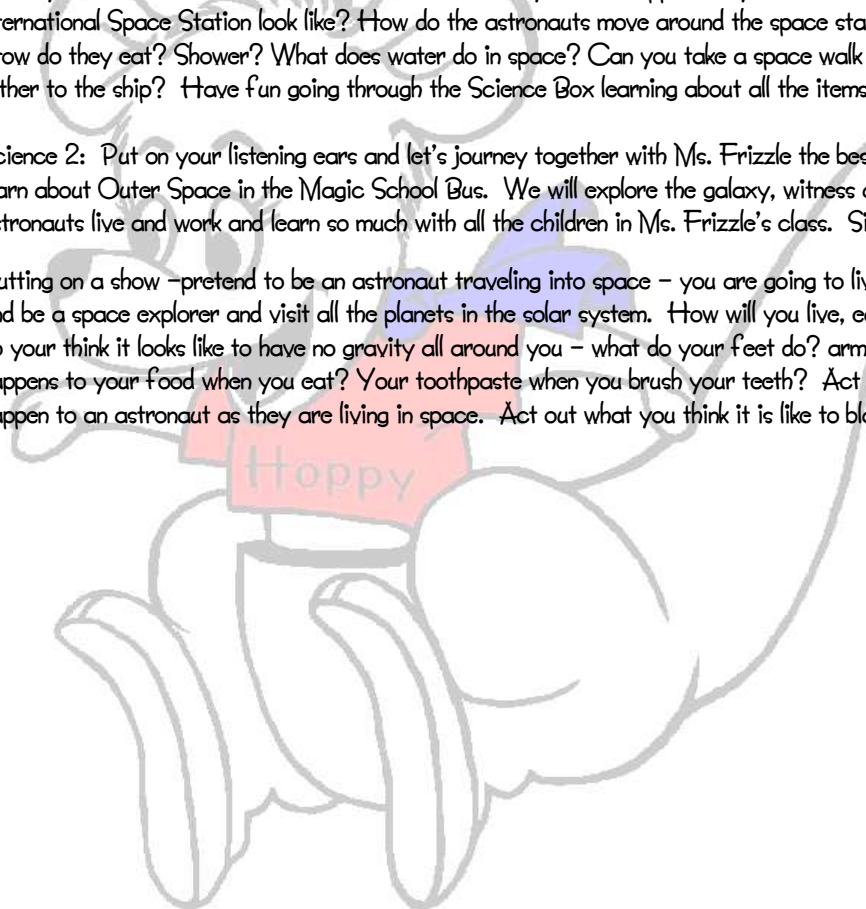 ternational Space Station look like? How do the astronauts move around the space sta
ow do they eat? Shower? What does water do in space? Can you take a space walk
ther to the ship? Have fun going through the Science Box learning about all the items
cience 2: Put on your listening ears and let's journey together with Ms. Frizzle the bes
arn about Outer Space in the Magic School Bus. We will explore the galaxy, witness
stronauts live and work and learn so much with all the children in Ms. Frizzle's class. Si
utting on a show –pretend to be an astronaut traveling into space – you are going to liv
nd be a space explorer and visit all the planets in the solar system. How will you live, ea
o your think it looks like to have no gravity all around you – what do your feet do? arm
appens to your food when you eat? Your toothpaste when you brush your teeth? Act
appen to an astronaut as they are living in space. Act out what you think it is like to bla
Hoppy